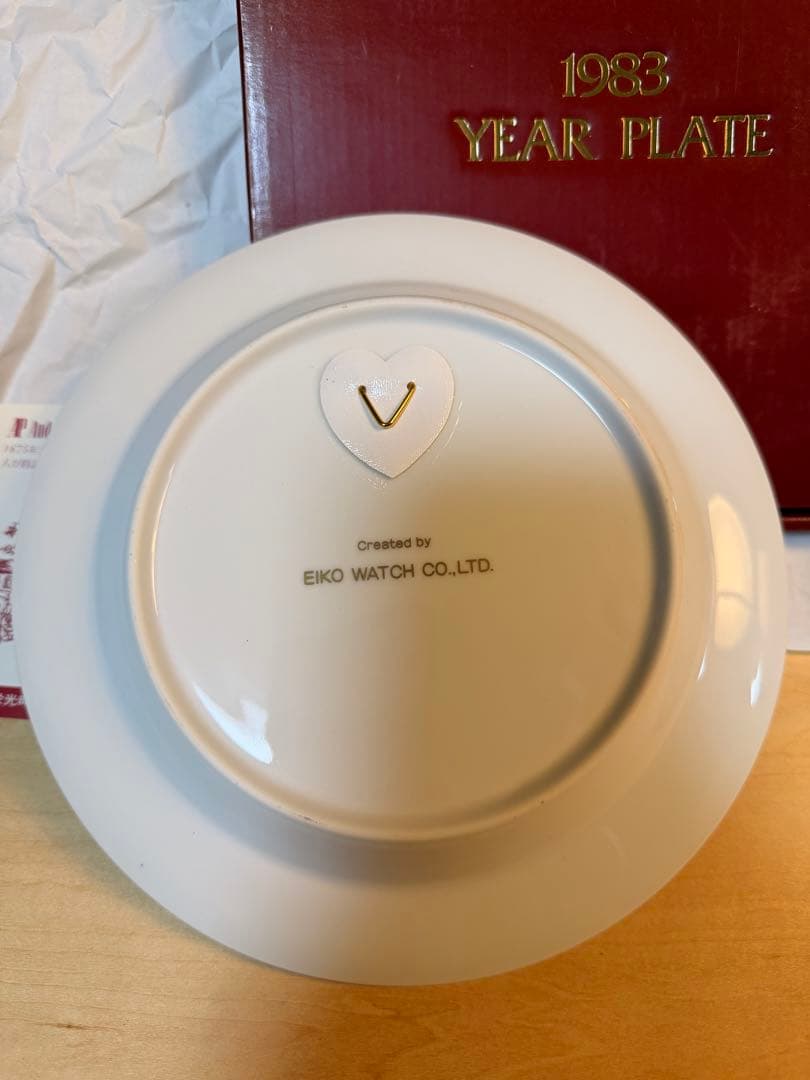 1983
YEAR PLATE
Created by
EIKO WATCH CO.,LTD.